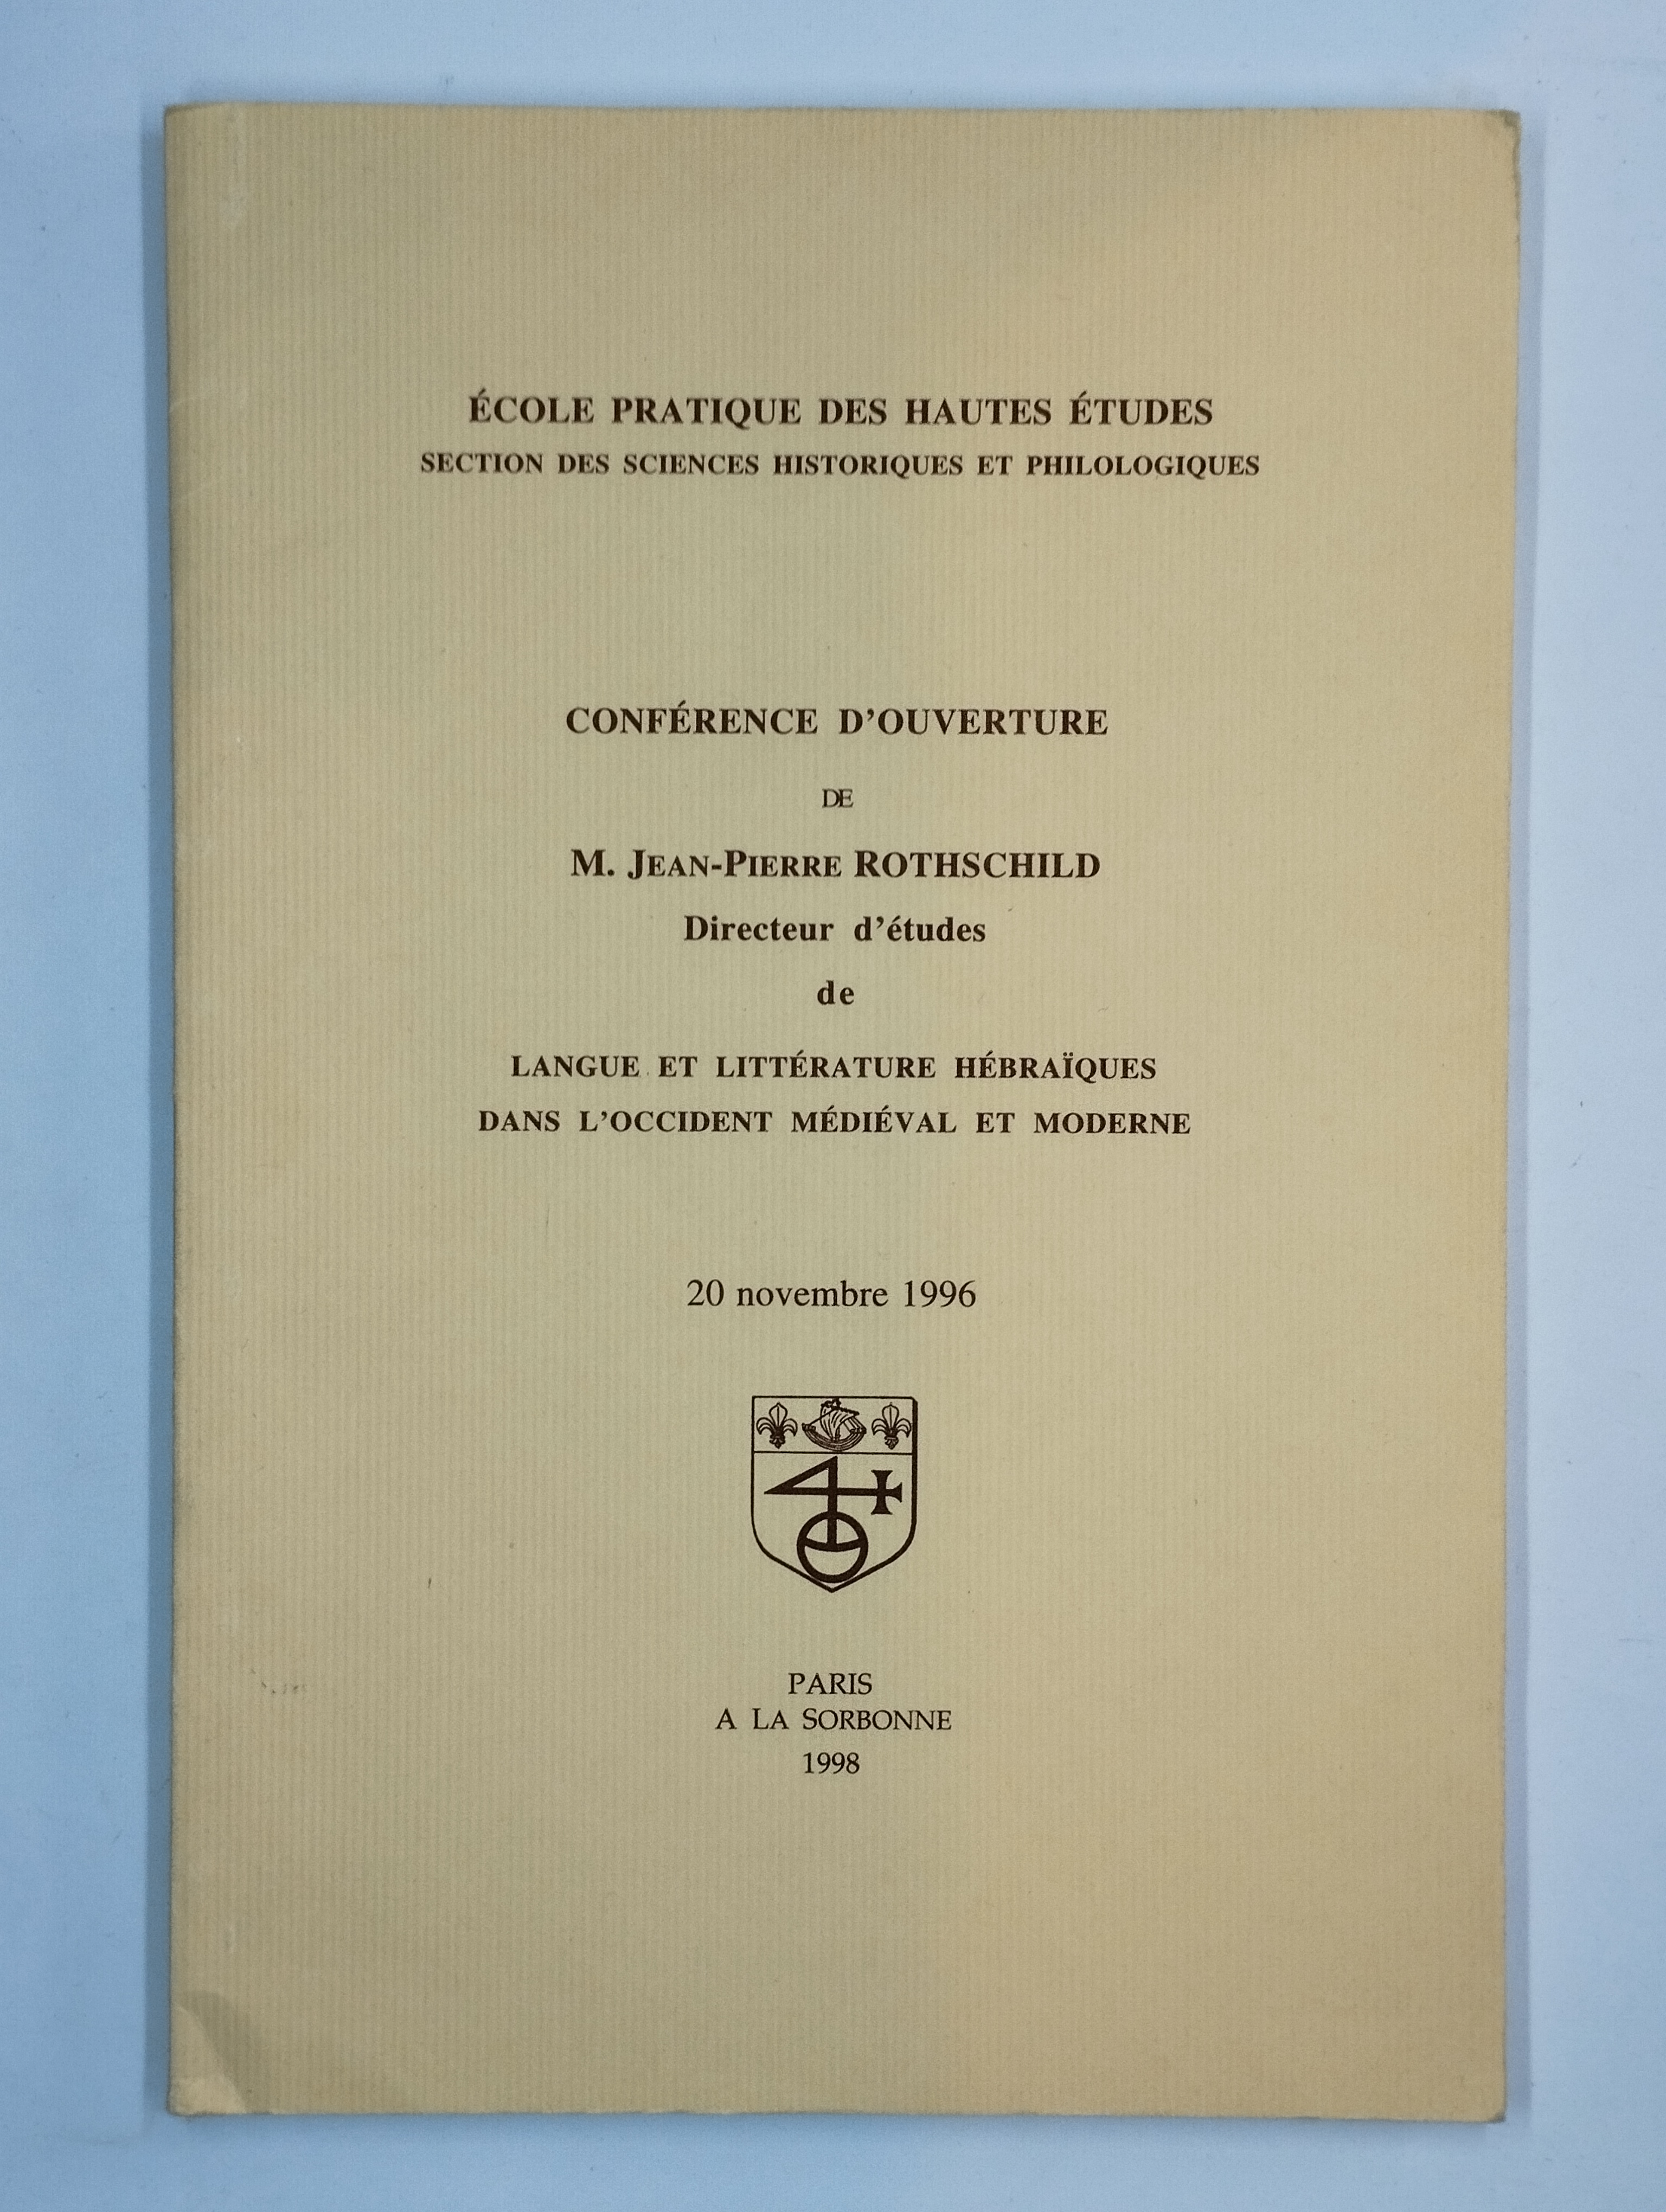 ÉCOLE PRATIQUE DES HAUTES ÉTUDES
SECTION DES SCIENCES HISTORIQUES ET PHILOLOGIQUES
CONFÉRENCE D'OUVERTURE
DE
M. JEAN-PIERRE ROTHSCHILD
Directeur d'études
de
LANGUE ET LITTÉRATURE HÉBRAÏQUES
DANS L'OCCIDENT MÉDIÉVAL ET MODERNE
20 novembre 1996
PARIS
A LA SORBONNE
1998